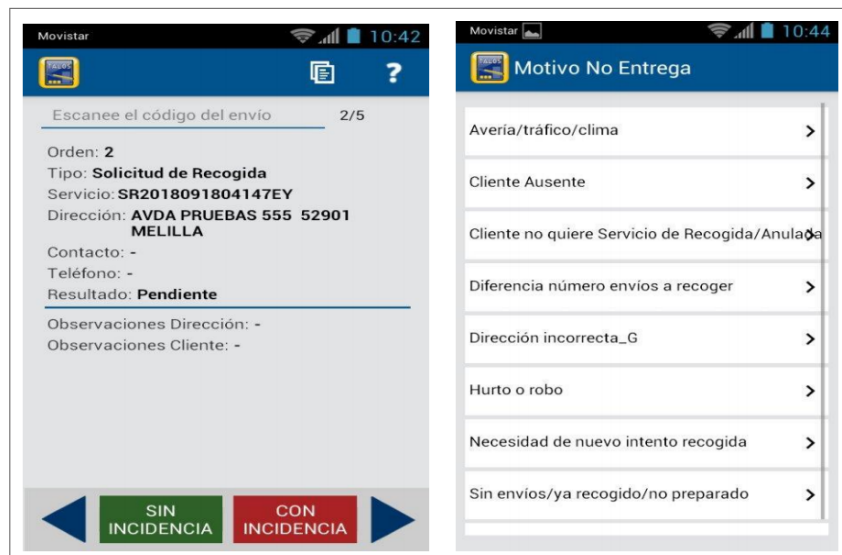 Movistar 10:42
TALOS
?
Escanee el código del envío 2/5
Orden: 2
Tipo: Solicitud de Recogida
Servicio: SR2018091804147EY
Dirección: AVDA PRUEBAS 555 52901
MELILLA
Contacto: -
Teléfono: -
Resultado: Pendiente
Observaciones Dirección: -
Observaciones Cliente: -
SIN
INCIDENCIA
CON
INCIDENCIA
Movistar 10:44
Motivo No Entrega
Avería/tráfico/clima
Cliente Ausente
Cliente no quiere Servicio de Recogida/Anulada
Diferencia número envíos a recoger
Dirección incorrecta_G
Hurto o robo
Necesidad de nuevo intento recogida
Sin envíos/ya recogido/no preparado